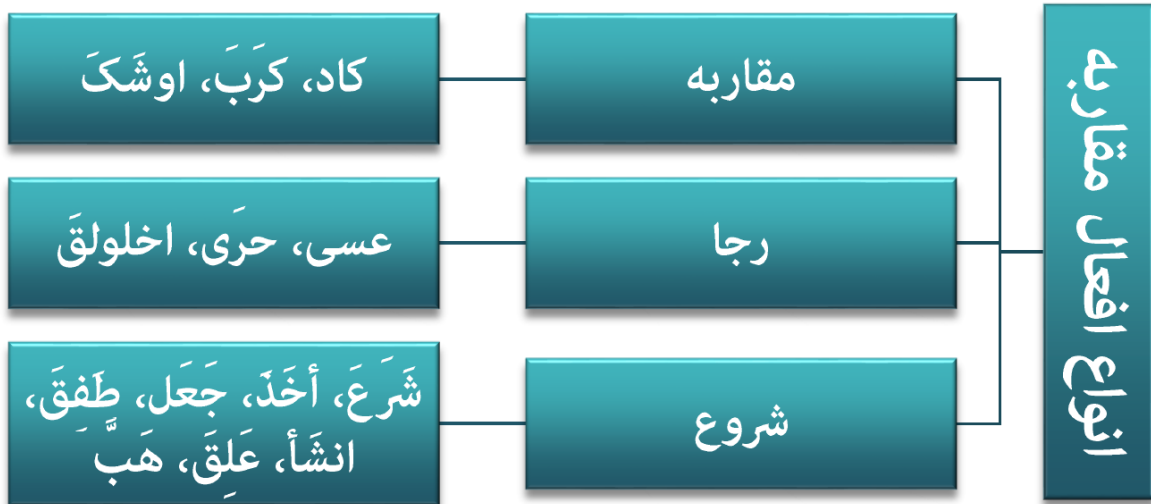 انواع افعال مقاربه
مقاربه
کاد، کَرَبَ، اوشَکَ
رجا
عسی، حرَی، اخلولقَ
شروع
شَرَعَ، أخَذَ، جَعَل، طَفِقَ،
انشَأ، عَلِقَ، هَبَّ